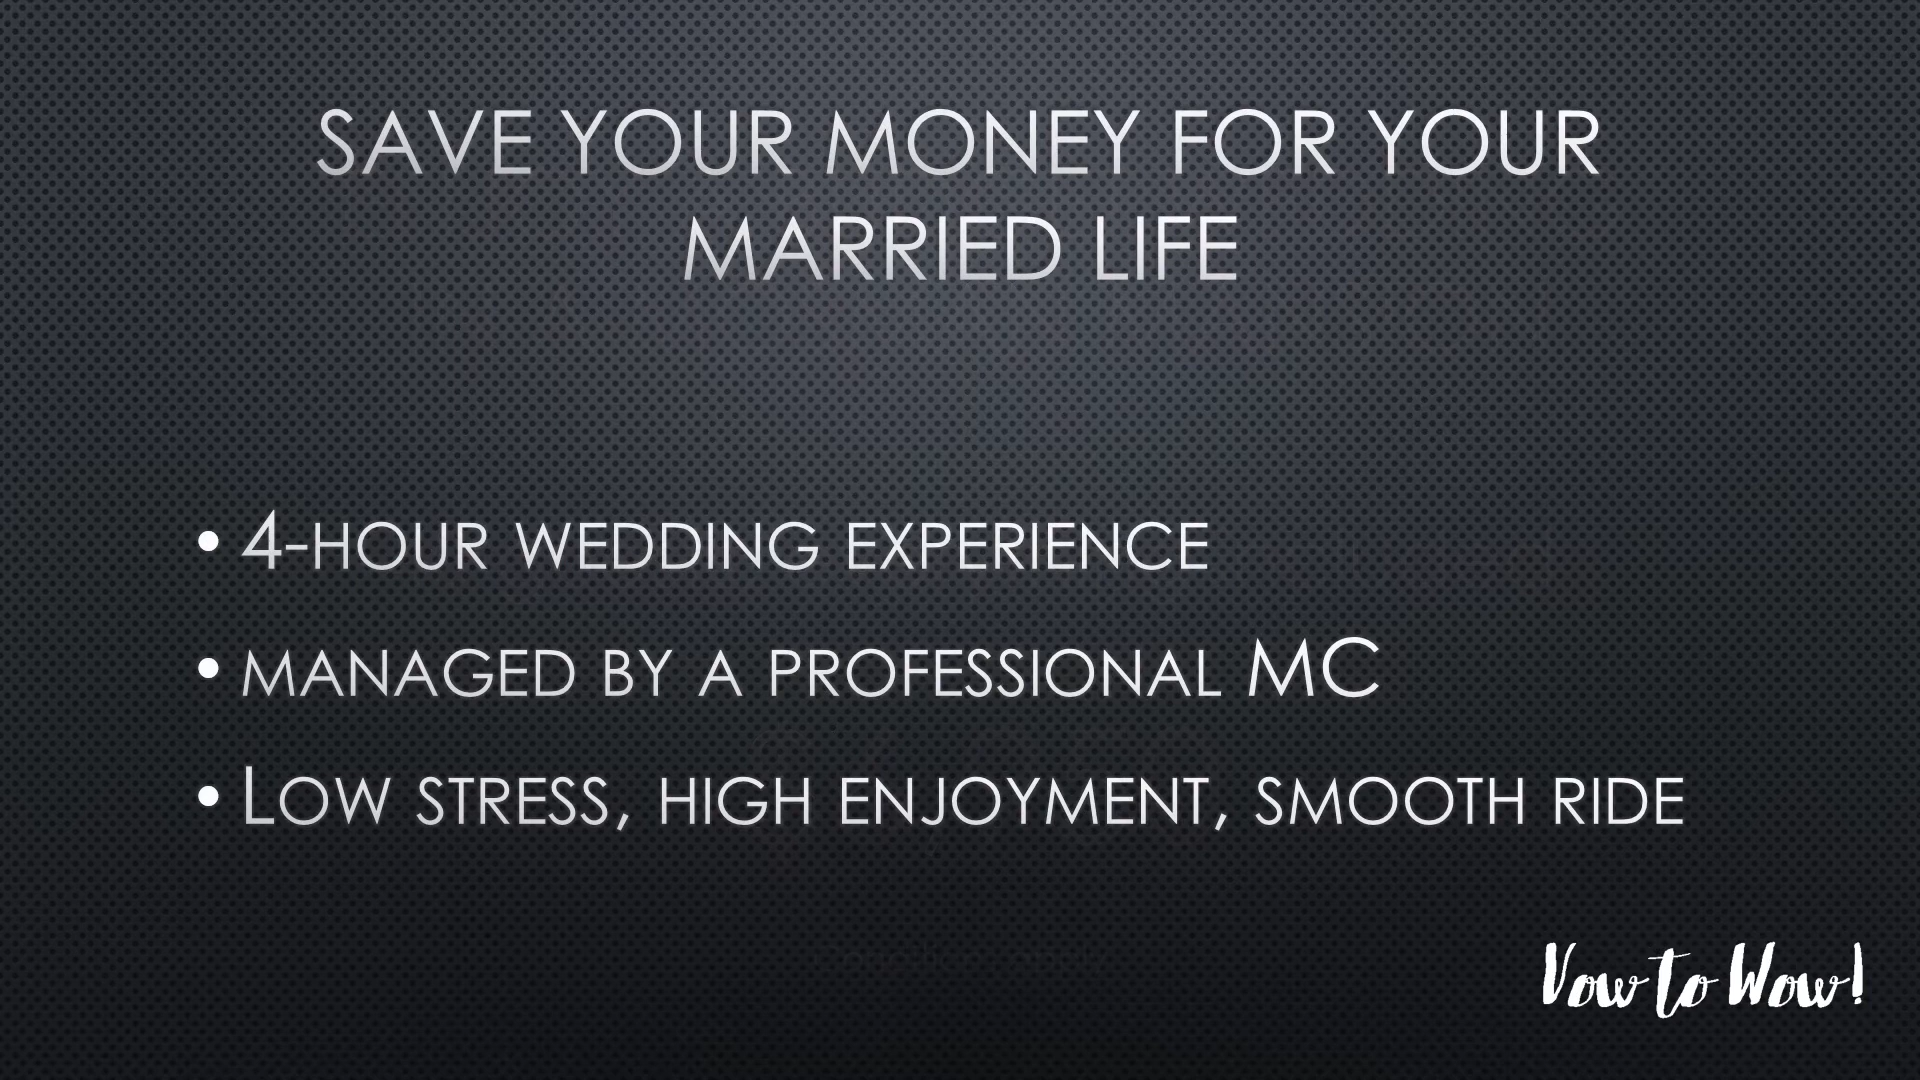 SAVE YOUR MONEY FOR YOUR
MARRIED LIFE
• 4-HOUR WEDDING EXPERIENCE
• MANAGED BY A PROFESSIONAL MC
• LOW STRESS, HIGH ENJOYMENT, SMOOTH RIDE
Vow to Wow!